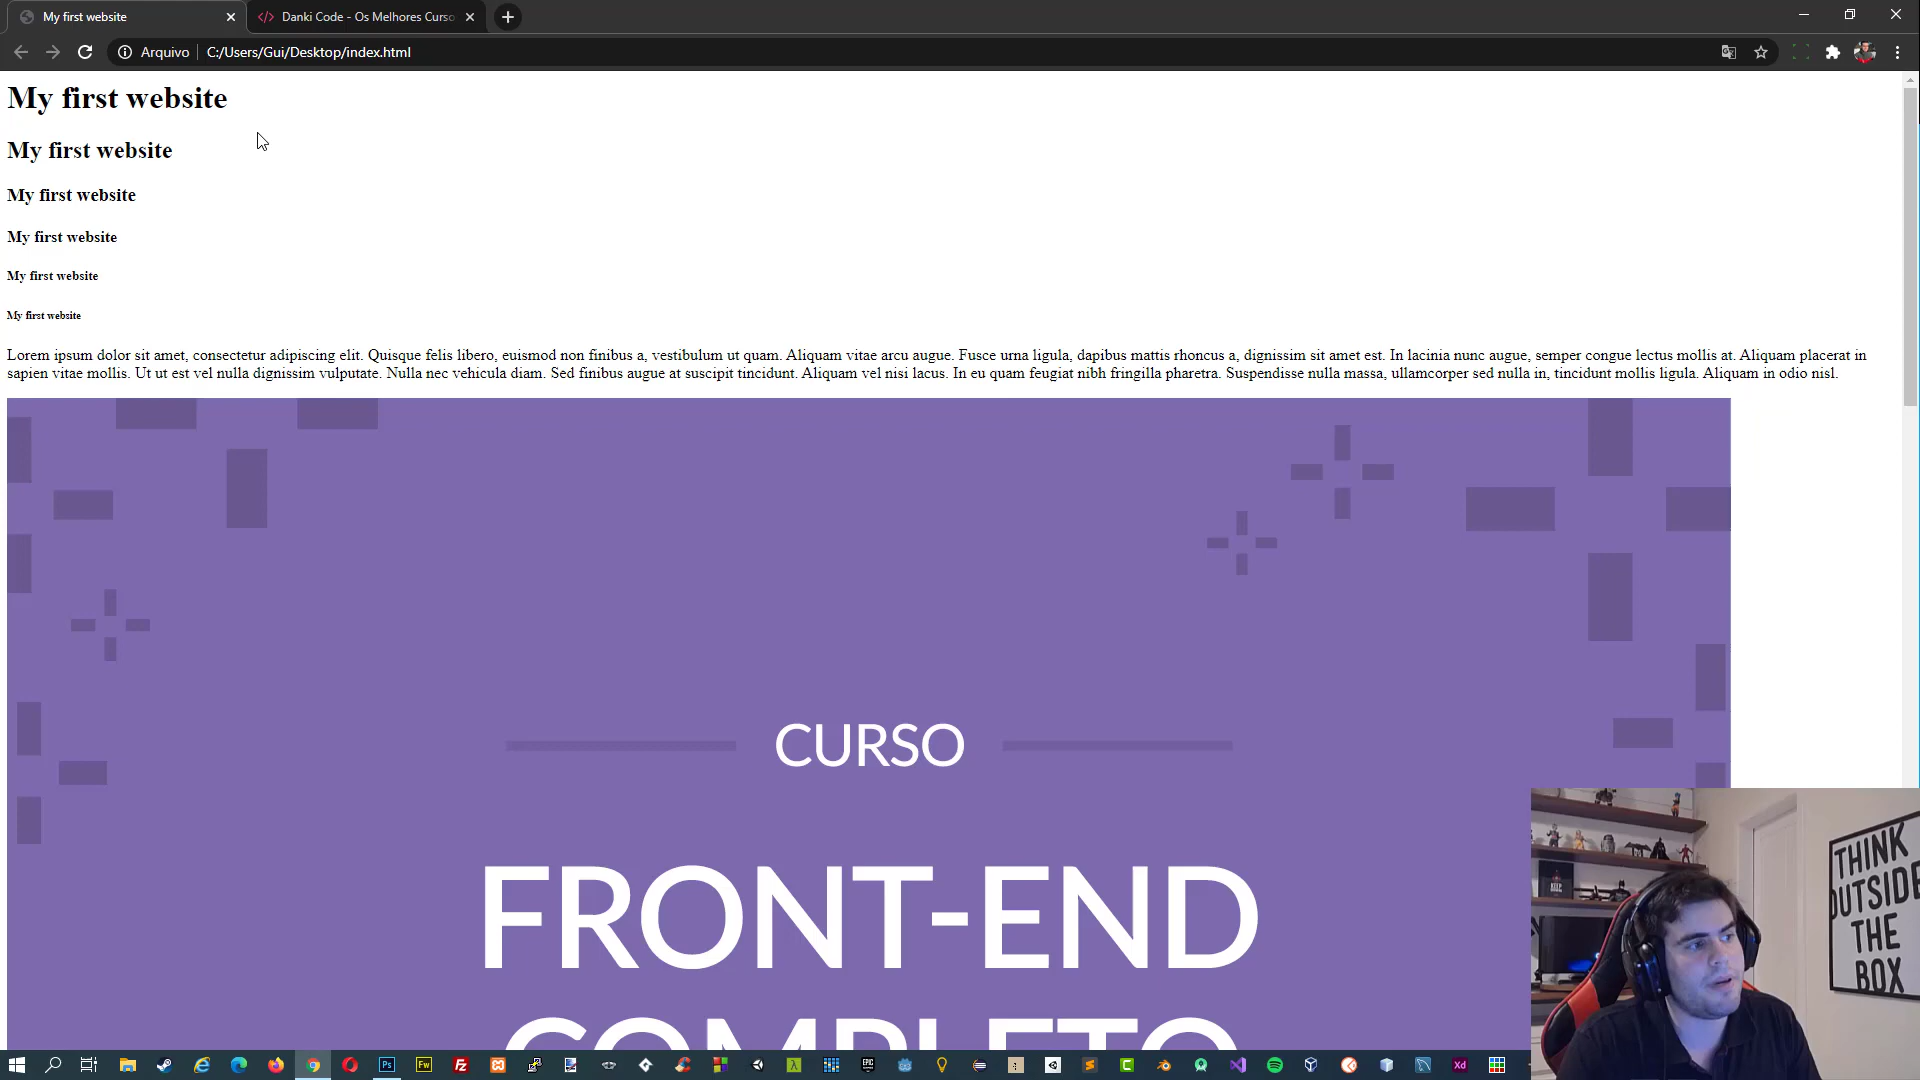 My first website
Danki Code - Os Melhores Curso
Arquivo
C:/Users/Gui/Desktop/index.html
My first website
My first website
My first website
My first website
My first website
My first website
Lorem ipsum dolor sit amet, consectetur adipiscing elit. Quisque felis libero, euismod non finibus a, vestibulum ut quam. Aliquam vitae arcu augue. Fusce urna ligula, dapibus mattis rhoncus a, dignissim sit amet est. In lacinia nunc augue, semper congue lectus mollis at. Aliquam placerat in
sapien vitae mollis. Ut ut est vel nulla dignissim vulputate. Nulla nec vehicula diam. Sed finibus augue at suscipit tincidunt. Aliquam vel nisi lacus. In eu quam feugiat nibh fringilla pharetra. Suspendisse nulla massa, ullamcorper sed nulla in, tincidunt mollis ligula. Aliquam in odio nisl.
CURSO
FRONT-END
COMPLETO
THINK
OUTSIDE
THE
BOX
Ps
Fw
Fz
EPIC
Xd